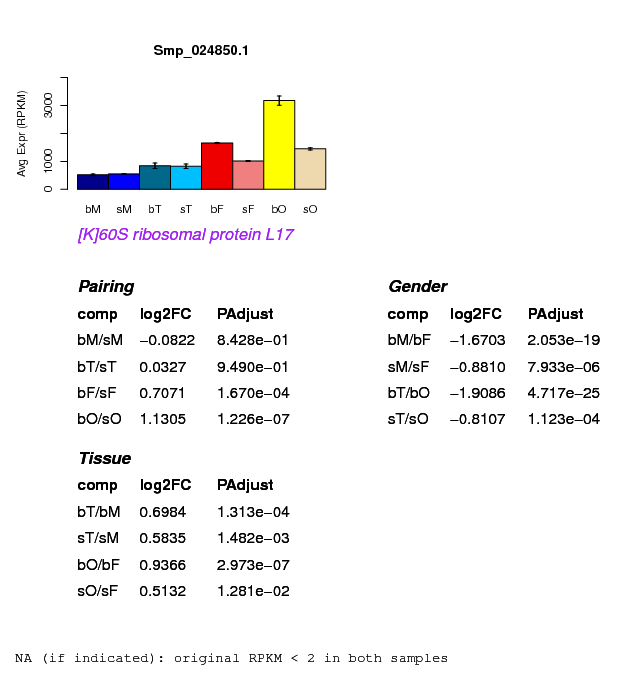 Smp_024850.1
Avg Expr (RPKM)
3000
1000
0
bM sM bT sT bF sF bO sO
[K]60S ribosomal protein L17
Pairing
comp log2FC PAdjust
bM/sM −0.0822 8.428e−01
bT/sT 0.0327 9.490e−01
bF/sF 0.7071 1.670e−04
bO/sO 1.1305 1.226e−07
Gender
comp log2FC PAdjust
bM/bF −1.6703 2.053e−19
sM/sF −0.8810 7.933e−06
bT/bO −1.9086 4.717e−25
sT/sO −0.8107 1.123e−04
Tissue
comp log2FC PAdjust
bT/bM 0.6984 1.313e−04
sT/sM 0.5835 1.482e−03
bO/bF 0.9366 2.973e−07
sO/sF 0.5132 1.281e−02
NA (if indicated): original RPKM < 2 in both samples